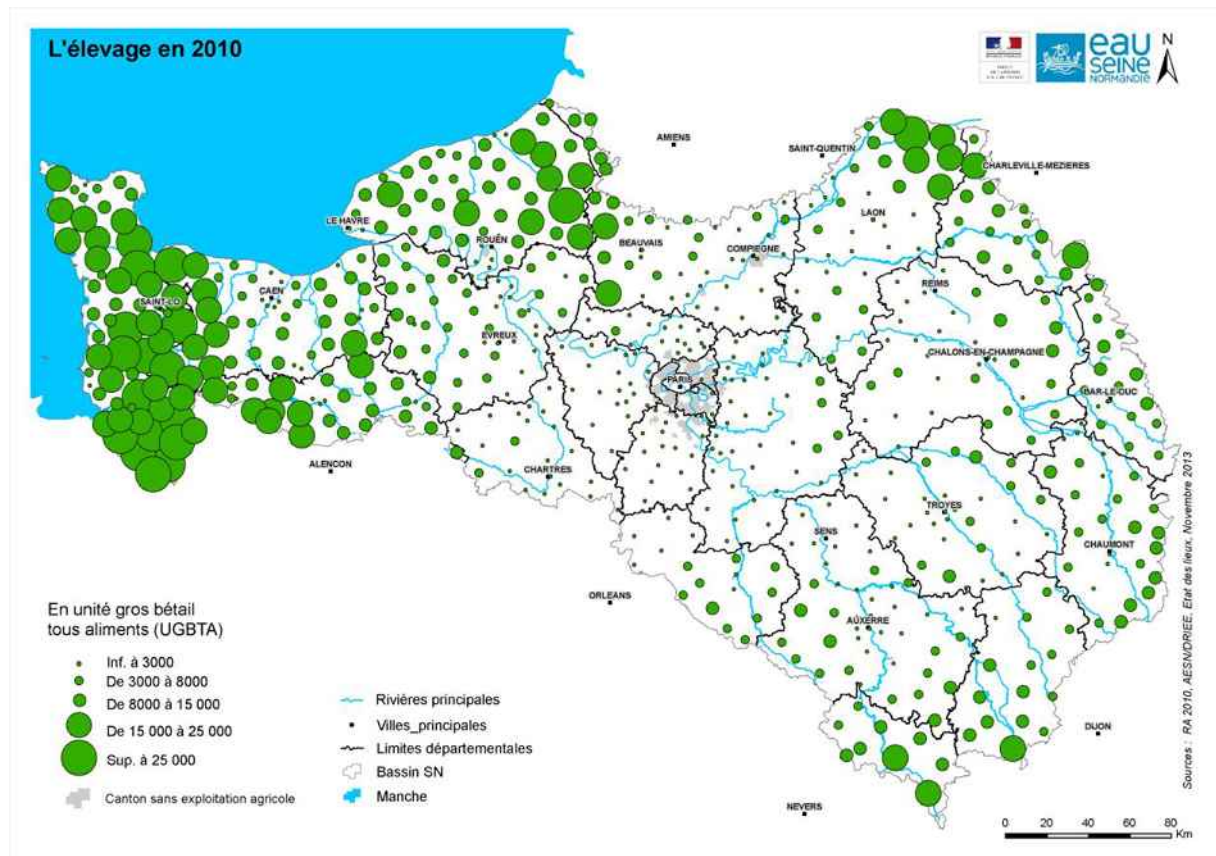 L'élevage en 2010
eau
SEINE
NORMANDIE
N
AMIENS
SAINT-QUENTIN
CHARLEVILLE-MEZIERES
LAON
LE HAVRE
ROUEN
BEAUVAIS
COMPIEGNE
REIMS
CAEN
SAINT-LO
EVREUX
CHALONS-EN-CHAMPAGNE
PARIS
BAR-LE-DUC
ALENCON
CHARTRES
TROYES
SENS
CHAUMONT
ORLEANS
AUXERRE
DIJON
NEVERS
En unité gros bétail
tous aliments (UGBTA)
Inf. à 3000
De 3000 à 8000
De 8000 à 15 000
De 15 000 à 25 000
Sup. à 25 000
Canton sans exploitation agricole
Rivières principales
Villes_principales
Limites départementales
Bassin SN
Manche
Sources : RA 2010, AESN/DRIEE, Etat des lieux, Novembre 2013
0 20 40 60 80
Km